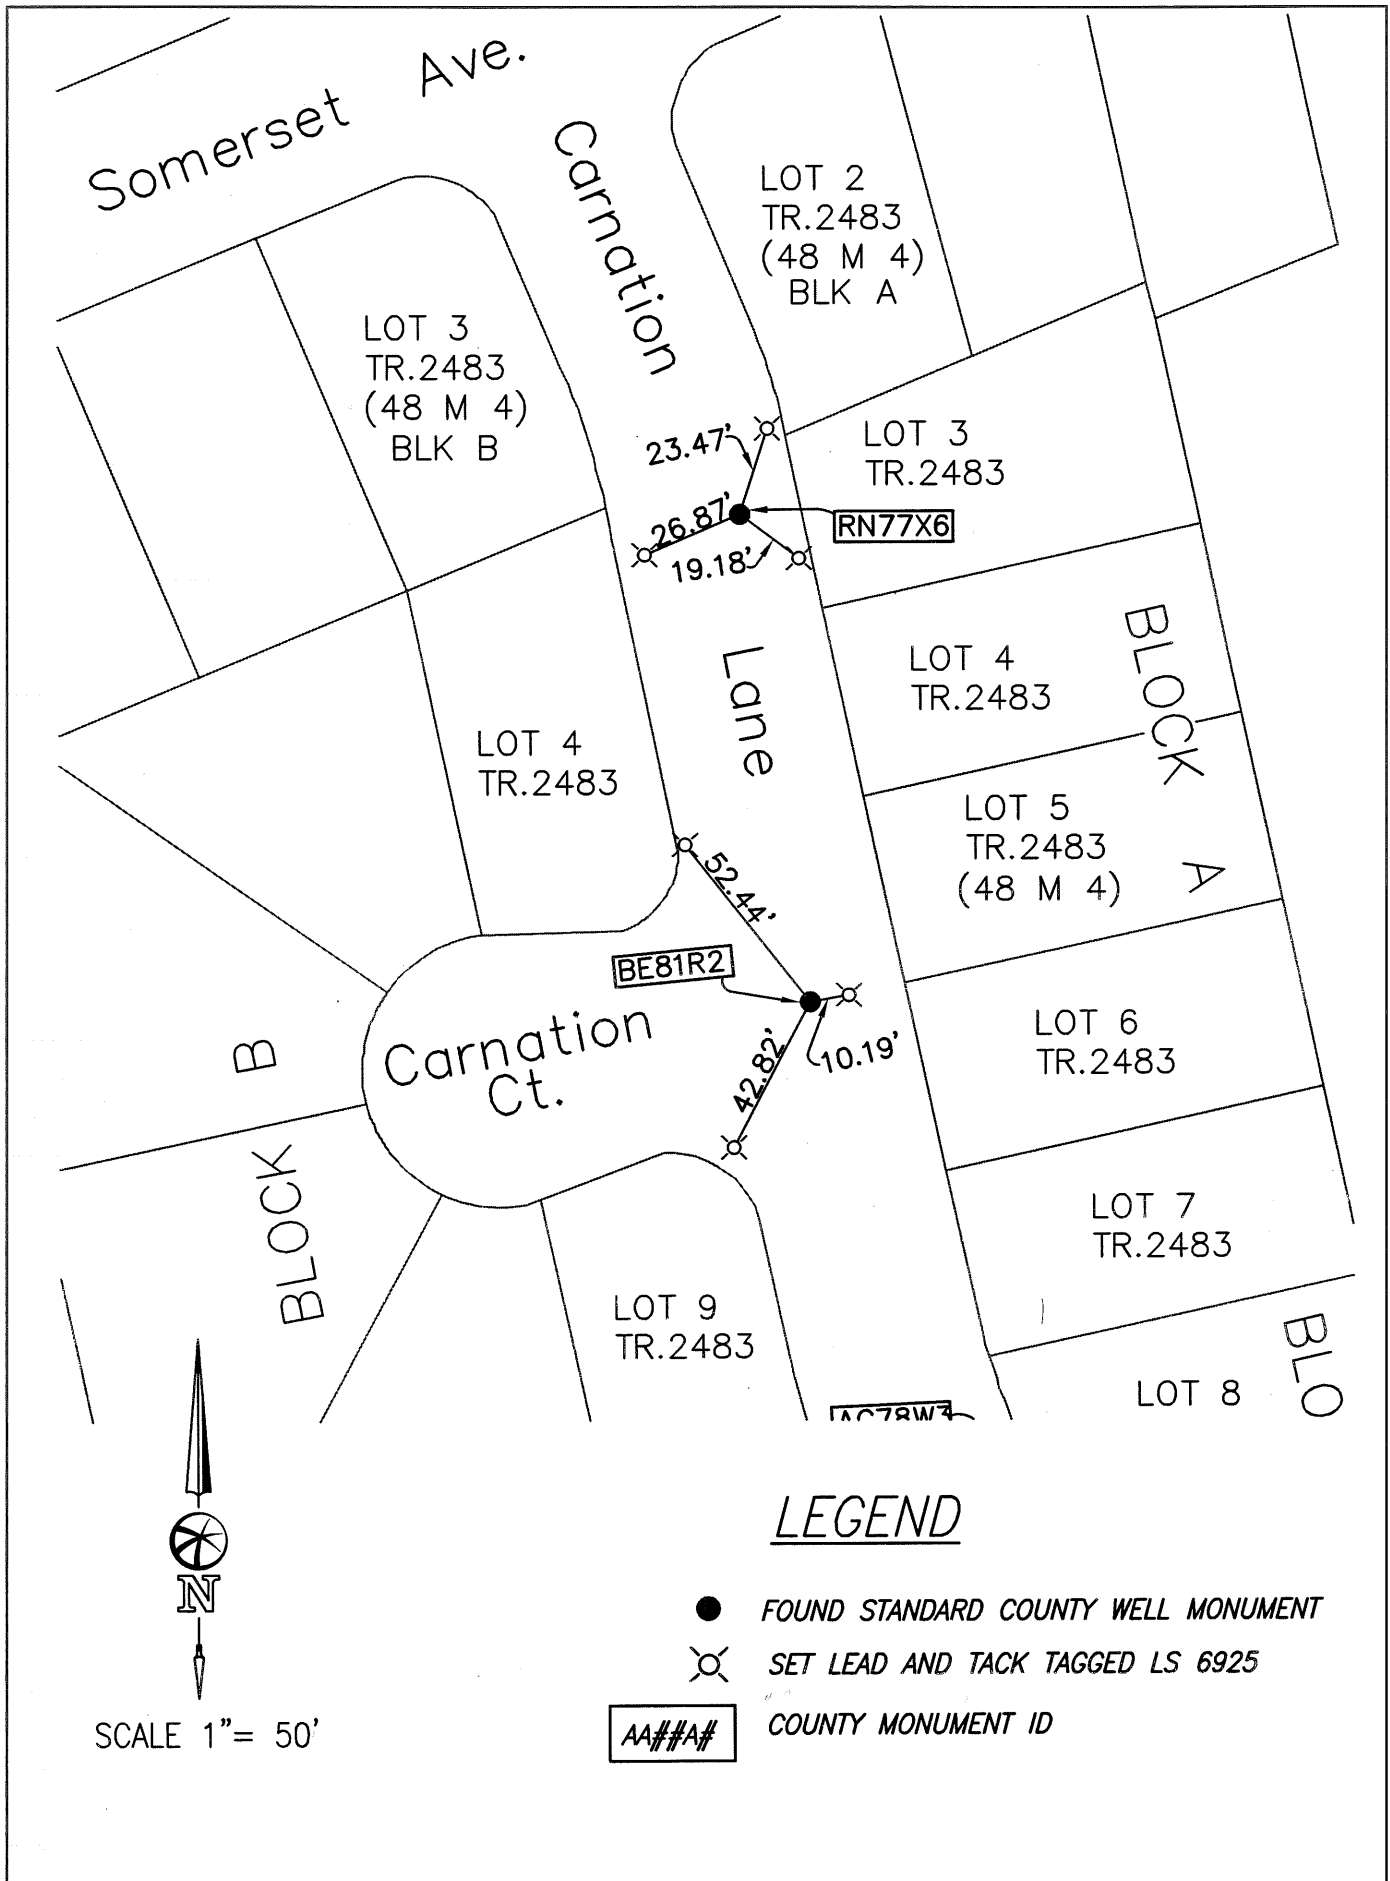 Somerset Ave.
Carnation
LOT 2
TR.2483
(48 M 4)
BLK A
LOT 3
TR.2483
(48 M 4)
BLK B
23.47'
LOT 3
TR.2483
26.87'
RN77X6
19.18'
Lane
LOT 4
TR.2483
BLOCK A
LOT 4
TR.2483
LOT 5
TR.2483
(48 M 4)
52.44'
BE81R2
Carnation
Ct.
42.82'
10.19'
LOT 6
TR.2483
BLOCK B
LOT 7
TR.2483
LOT 9
TR.2483
BLO
LOT 8
AC78W3
N
SCALE 1"= 50'
LEGEND
FOUND STANDARD COUNTY WELL MONUMENT
SET LEAD AND TACK TAGGED LS 6925
AA##A#
COUNTY MONUMENT ID